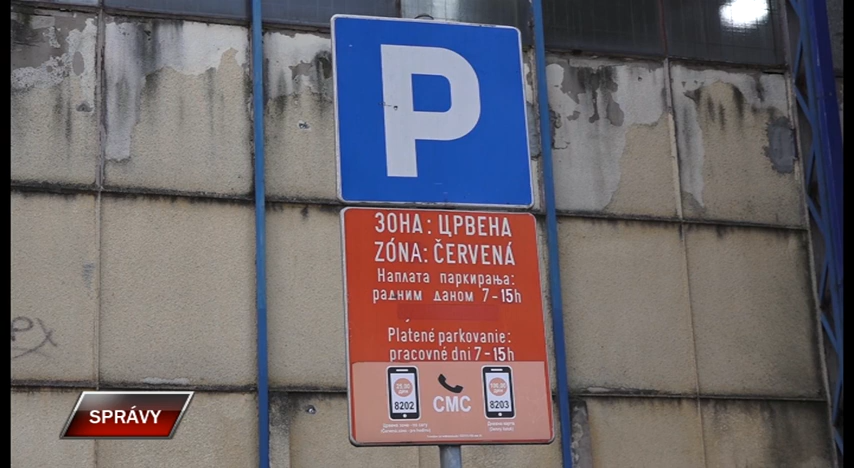 P
ЗОНА: ЦРВЕНА
ZÓNA: ČERVENÁ
Наплата паркирања:
радним даном 7-15h
Platené parkovanie:
pracovné dni 7-15h
8202
СМС
8203
SPRÁVY